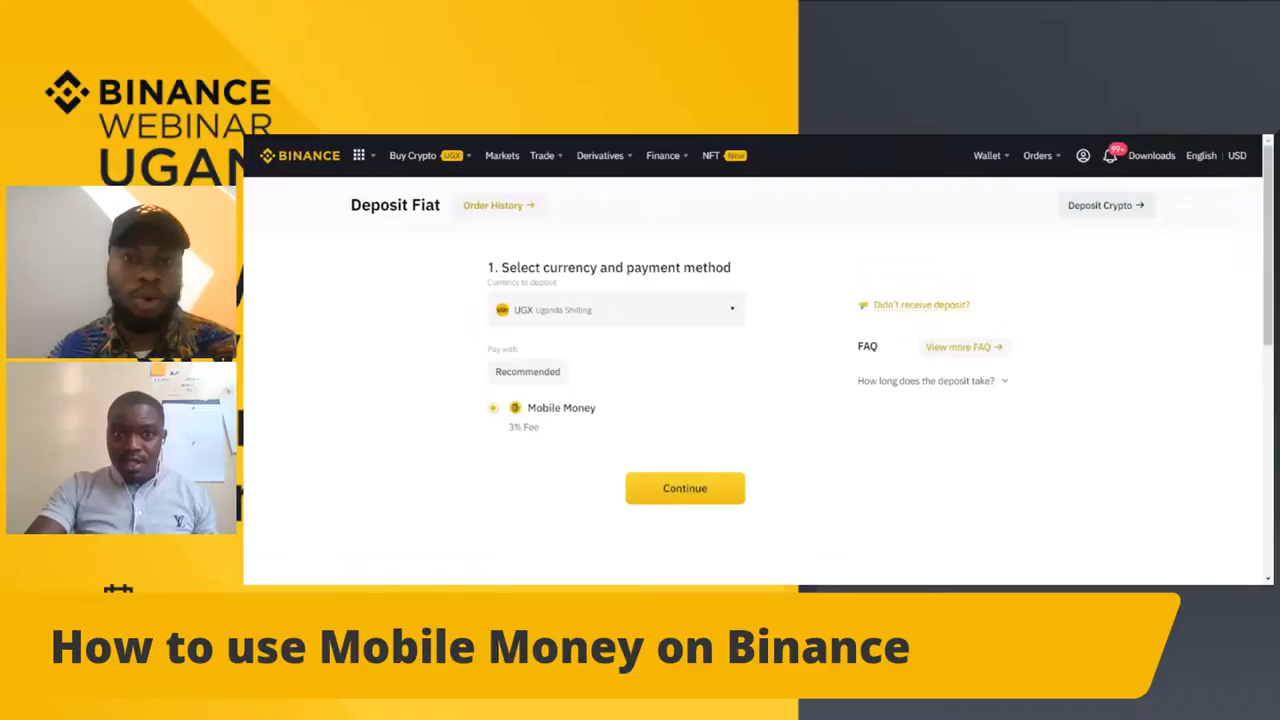 BINANCE
WEBINAR
UGAN
BINANCE
Buy Crypto UGX
Markets
Trade
Derivatives
Finance
NFT New
Wallet
Orders
99+
Downloads
English | USD
Deposit Fiat
Order History →
Deposit Crypto →
1. Select currency and payment method
Currency to deposit
UGX Uganda Shilling
Pay with
Recommended
Mobile Money
3% Fee
Continue
Didn't receive deposit?
FAQ
View more FAQ →
How long does the deposit take?
How to use Mobile Money on Binance